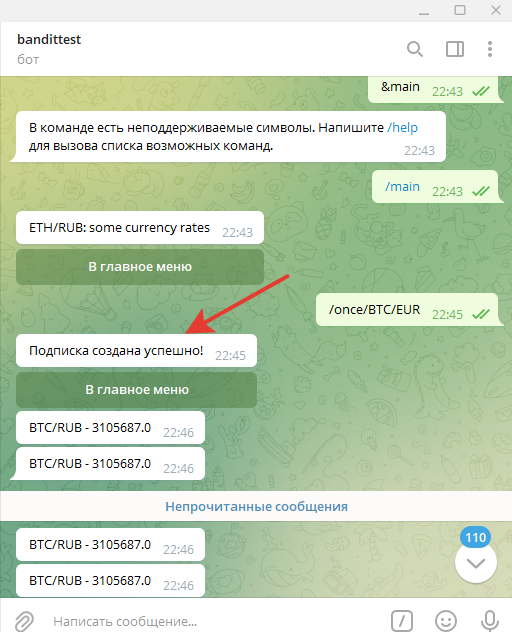 bandittest
бот
&main 22:43
В команде есть неподдерживаемые символы. Напишите /help
для вызова списка возможных команд. 22:43
/main 22:43
ETH/RUB: some currency rates 22:43
В главное меню
/once/BTC/EUR 22:45
Подписка создана успешно! 22:45
В главное меню
BTC/RUB - 3105687.0 22:46
BTC/RUB - 3105687.0 22:46
Непрочитанные сообщения
BTC/RUB - 3105687.0 22:46
110
BTC/RUB - 3105687.0 22:46
Написать сообщение...